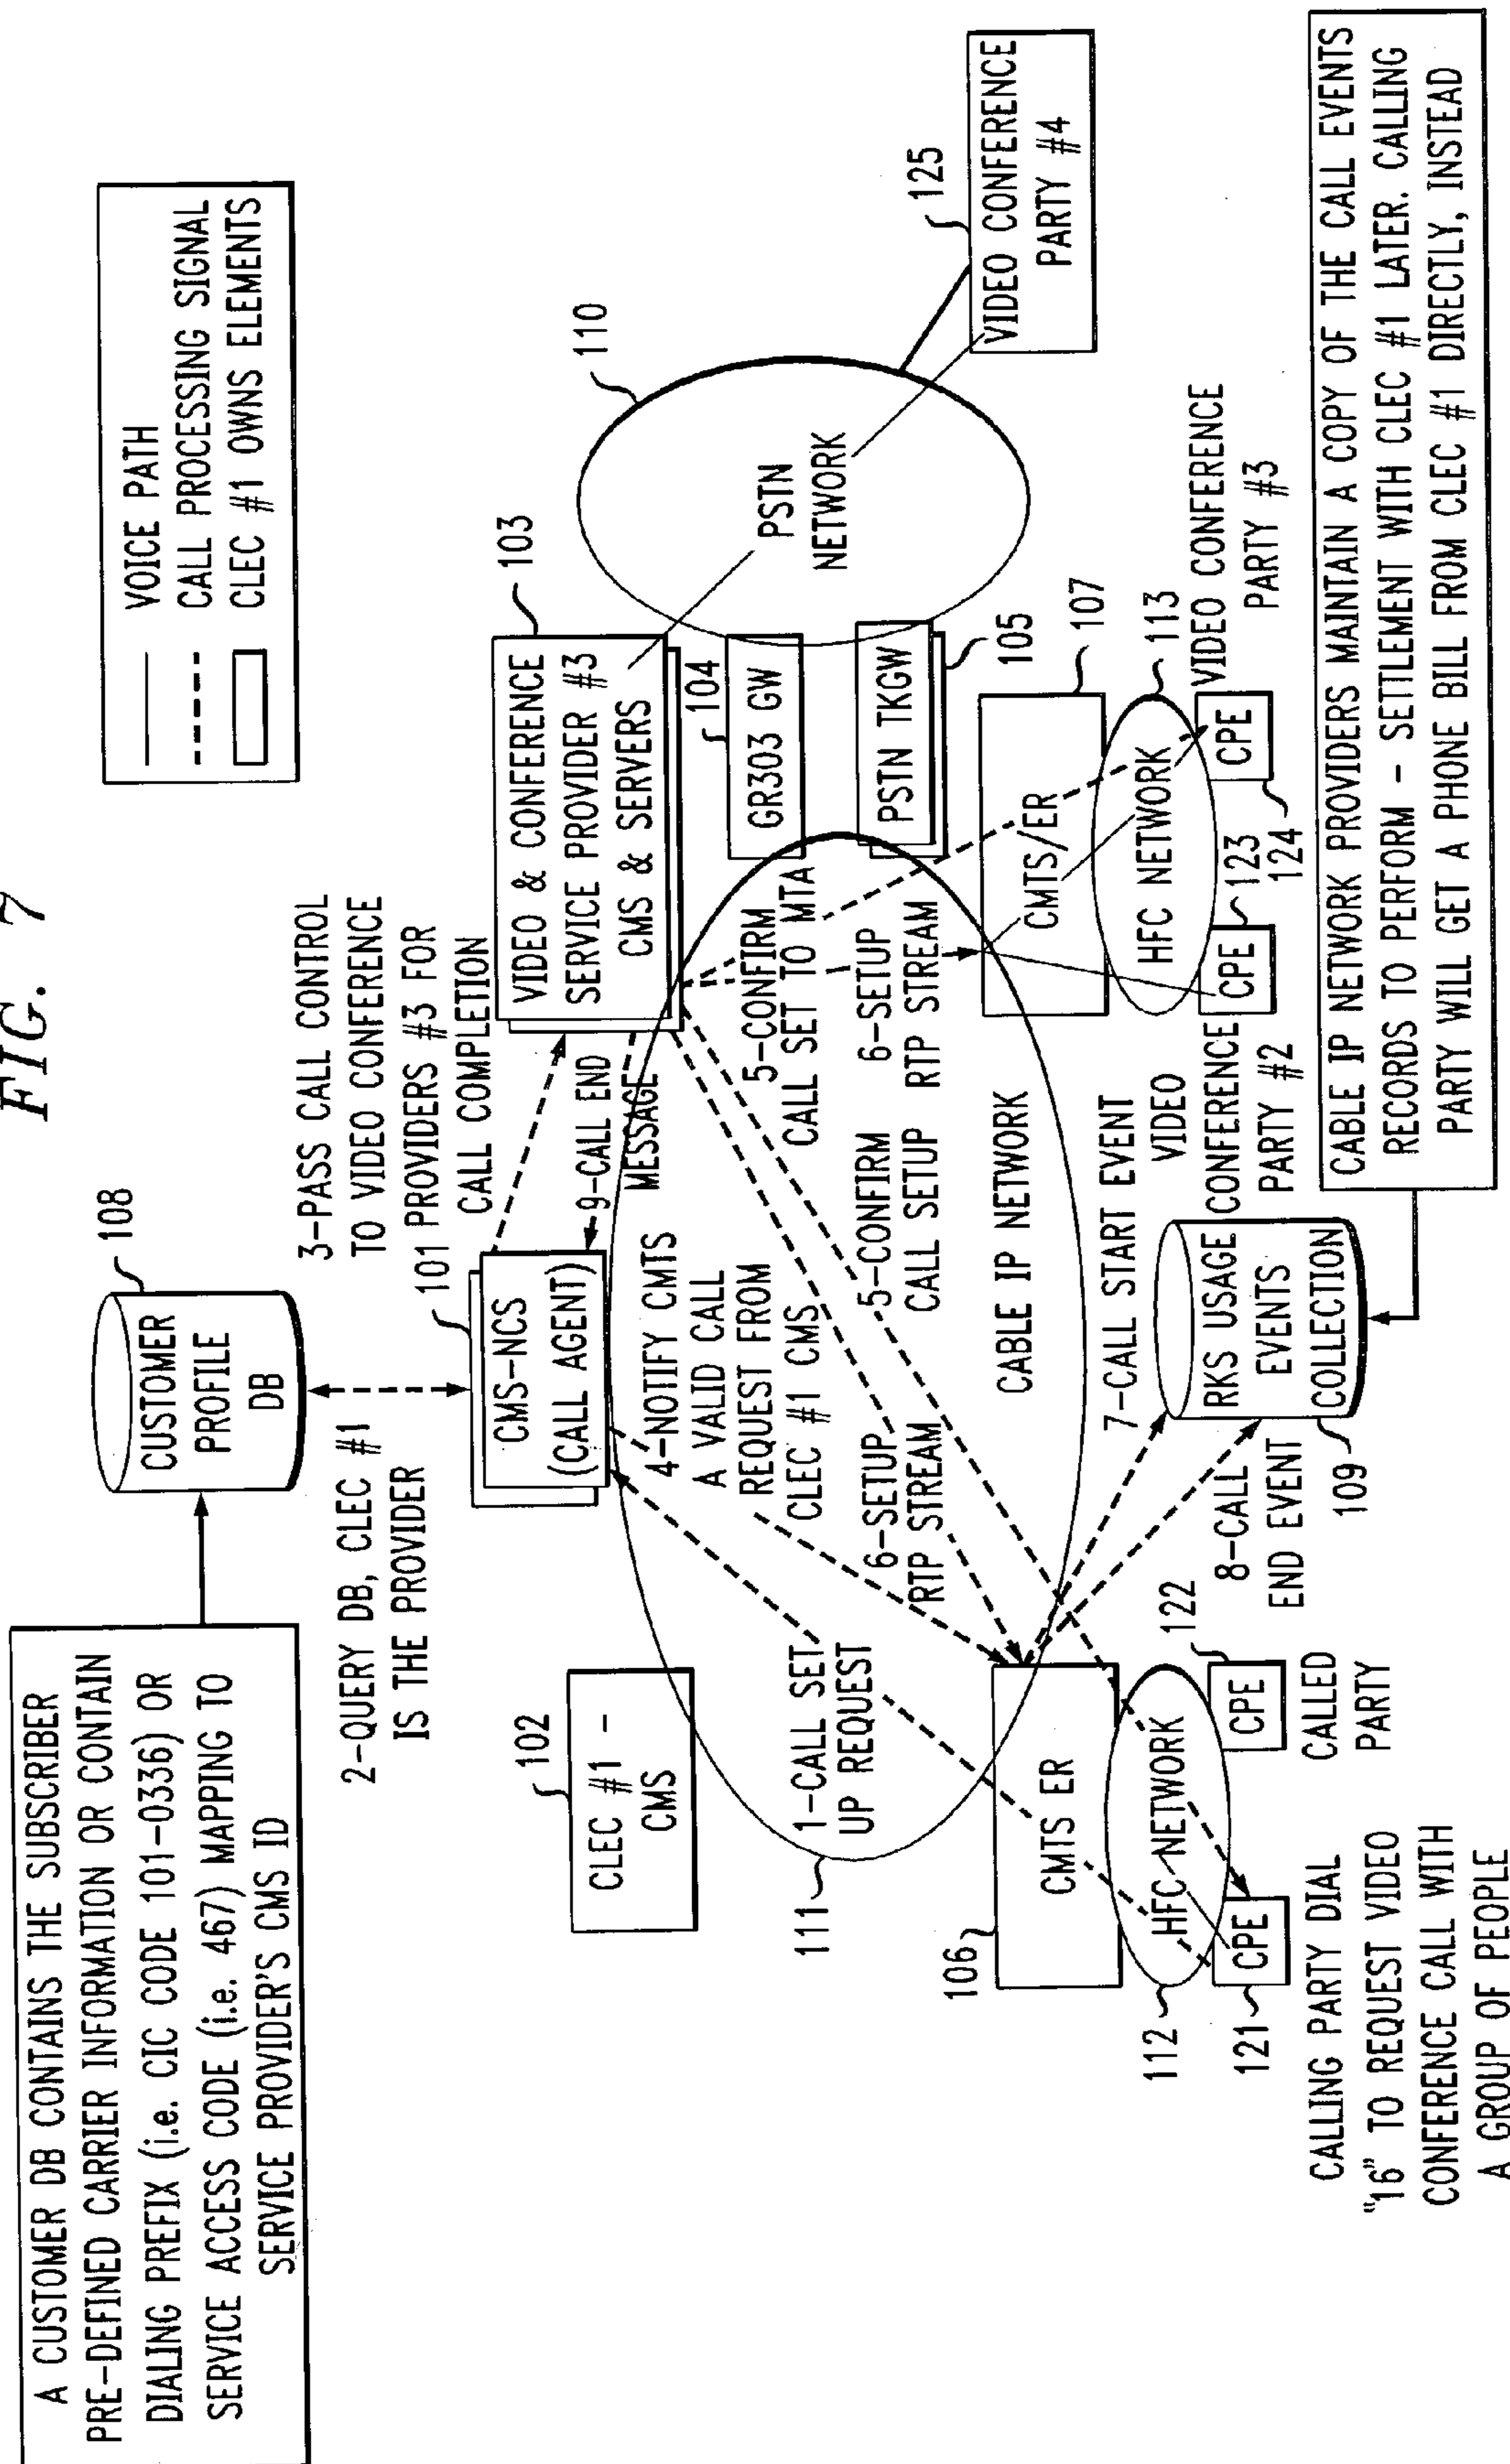 FIG. 7
A CUSTOMER DB CONTAINS THE SUBSCRIBER
PRE-DEFINED CARRIER INFORMATION OR CONTAIN
DIALING PREFIX (i.e. CIC CODE 101-0336) OR
SERVICE ACCESS CODE (i.e. 467) MAPPING TO
SERVICE PROVIDER'S CMS ID
108
CUSTOMER
PROFILE
DB
VOICE PATH
CALL PROCESSING SIGNAL
CLEC #1 OWNS ELEMENTS
2-QUERY DB, CLEC #1
IS THE PROVIDER
3-PASS CALL CONTROL
TO VIDEO CONFERENCE
PROVIDERS #3 FOR
CALL COMPLETION
102
CLEC #1 -
CMS
101
CMS-NCS
(CALL AGENT)
103
VIDEO & CONFERENCE
SERVICE PROVIDER #3
CMS & SERVERS
9-CALL END
MESSAGE
104
GR303 GW
PSTN TKGW
105
110
PSTN
NETWORK
125
VIDEO CONFERENCE
PARTY #4
111
1-CALL SET
UP REQUEST
4-NOTIFY CMTS
A VALID CALL
REQUEST FROM
CLEC #1 CMS
6-SETUP
RTP STREAM
5-CONFIRM
CALL SETUP
5-CONFIRM
CALL SET TO MTA
6-SETUP
RTP STREAM
CABLE IP NETWORK
106
CMTS ER
107
CMTS/ER
112
HFC NETWORK
113
HFC NETWORK
121
CPE
122
CPE
CALLED
PARTY
7-CALL START EVENT
8-CALL
END EVENT
109
RKS USAGE
EVENTS
COLLECTION
VIDEO
CONFERENCE
PARTY #2
CPE
123
CPE
124
VIDEO CONFERENCE
PARTY #3
CALLING PARTY DIAL
"16" TO REQUEST VIDEO
CONFERENCE CALL WITH
A GROUP OF PEOPLE
CABLE IP NETWORK PROVIDERS MAINTAIN A COPY OF THE CALL EVENTS
RECORDS TO PERFORM - SETTLEMENT WITH CLEC #1 LATER. CALLING
PARTY WILL GET A PHONE BILL FROM CLEC #1 DIRECTLY, INSTEAD